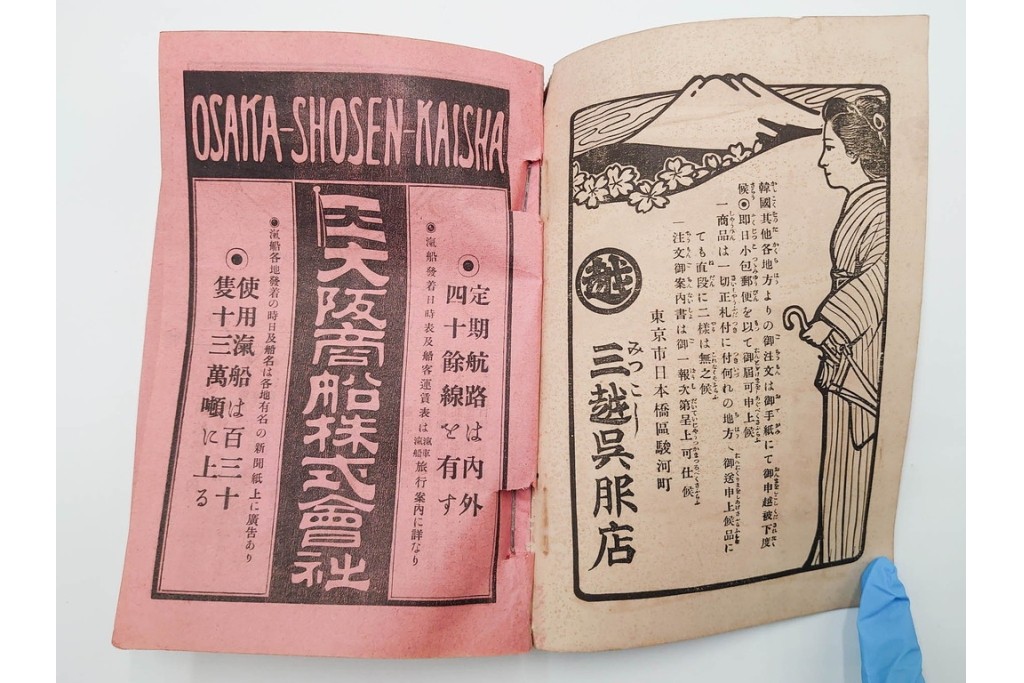 韓國其他各地方よりの御注文は御手紙にて御申越被下度
候◉即日小包郵便を以て御屆可申上候
一商品は一切正札付に付何れの地方へ御送申上候品に
ても直段に二樣は無之候
一注文御案内書は御一報次第呈上可仕候
東京市日本橋區駿河町
越
みつこし
三越呉服店
OSAKA-SHOSEN-KAISHA
◉定期航路は内外
四十餘線を有す
◉滊船發着日時表及船客運賃表は滊車滊船旅行案内に詳なり
大阪商船株式會社
◉滊船各地發着の時日及船名は各地有名の新聞紙上に廣告あり
◉使用滊船は百三十
隻十三萬噸に上る